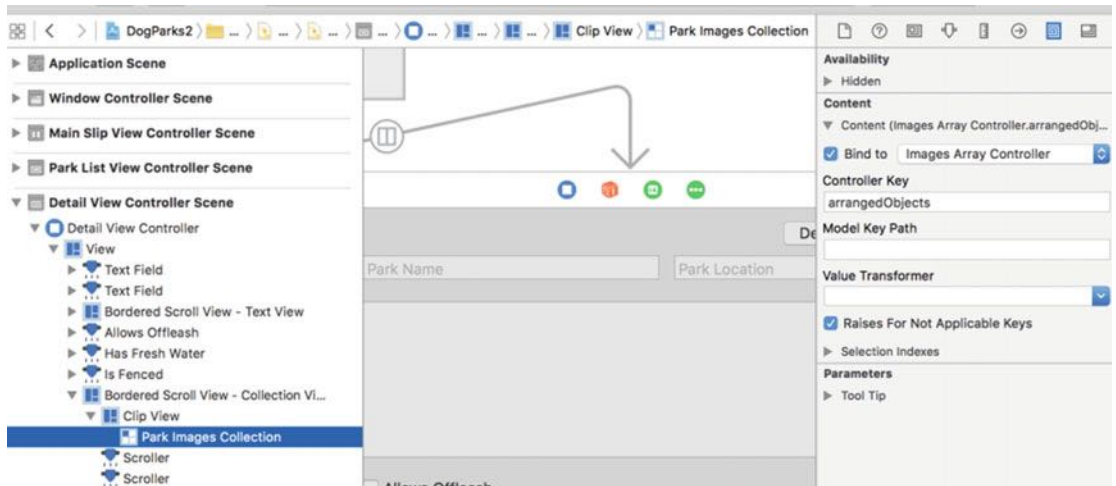 DogParks2 〉 ... 〉 ... 〉 ... 〉 ... 〉 ... 〉 ... 〉 ... 〉 Clip View 〉 Park Images Collection
Application Scene
Window Controller Scene
Main Slip View Controller Scene
Park List View Controller Scene
Detail View Controller Scene
Detail View Controller
View
Text Field
Text Field
Bordered Scroll View - Text View
Allows Offleash
Has Fresh Water
Is Fenced
Bordered Scroll View - Collection Vi...
Clip View
Park Images Collection
Scroller
Scroller
De
Park Name
Park Location
Allows Offleash
Availability
Hidden
Content
Content (Images Array Controller.arrangedObj...
Bind to Images Array Controller
Controller Key
arrangedObjects
Model Key Path
Value Transformer
Raises For Not Applicable Keys
Selection Indexes
Parameters
Tool Tip